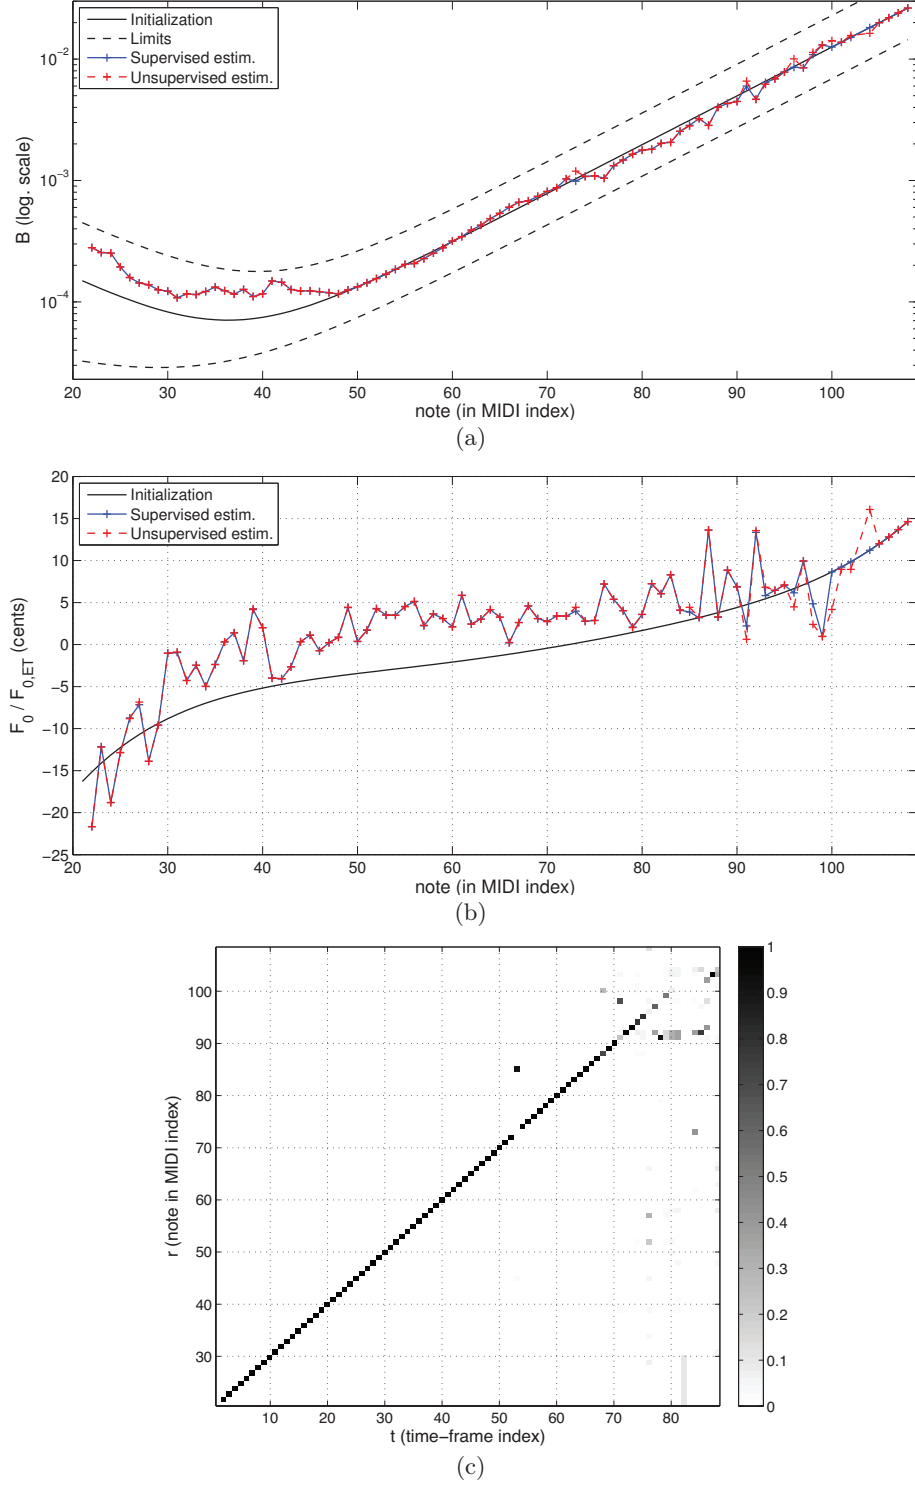 Initialization
Limits
Supervised estim.
Unsupervised estim.
10^−2
10^−3
10^−4
B (log. scale)
20 30 40 50 60 70 80 90 100
note (in MIDI index)
(a)
Initialization
Supervised estim.
Unsupervised estim.
20
15
10
5
0
−5
−10
−15
−20
−25
F_0 / F_{0,ET} (cents)
20 30 40 50 60 70 80 90 100
note (in MIDI index)
(b)
100
90
80
70
60
50
40
30
r (note in MIDI index)
10 20 30 40 50 60 70 80
t (time−frame index)
1
0.9
0.8
0.7
0.6
0.5
0.4
0.3
0.2
0.1
0
(c)